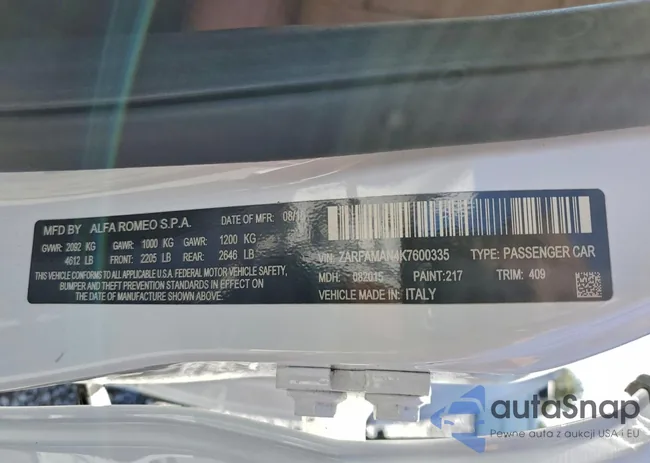 MFD BY ALFA ROMEO S.P.A. DATE OF MFR: 08/18
GVWR: 2092 KG GAWR: 1000 KG GAWR: 1200 KG
4612 LB FRONT: 2205 LB REAR: 2646 LB
THIS VEHICLE CONFORMS TO ALL APPLICABLE U.S.A. FEDERAL MOTOR VEHICLE SAFETY,
BUMPER AND THEFT PREVENTION STANDARDS IN EFFECT ON THE DATE OF MANUFACTURE SHOWN ABOVE
VIN: ZARFAMAN4K7600335 TYPE: PASSENGER CAR
MDH: 082015 PAINT: 217 TRIM: 409
VEHICLE MADE IN: ITALY
autaSnap
Pewne auta z aukcji USA i EU